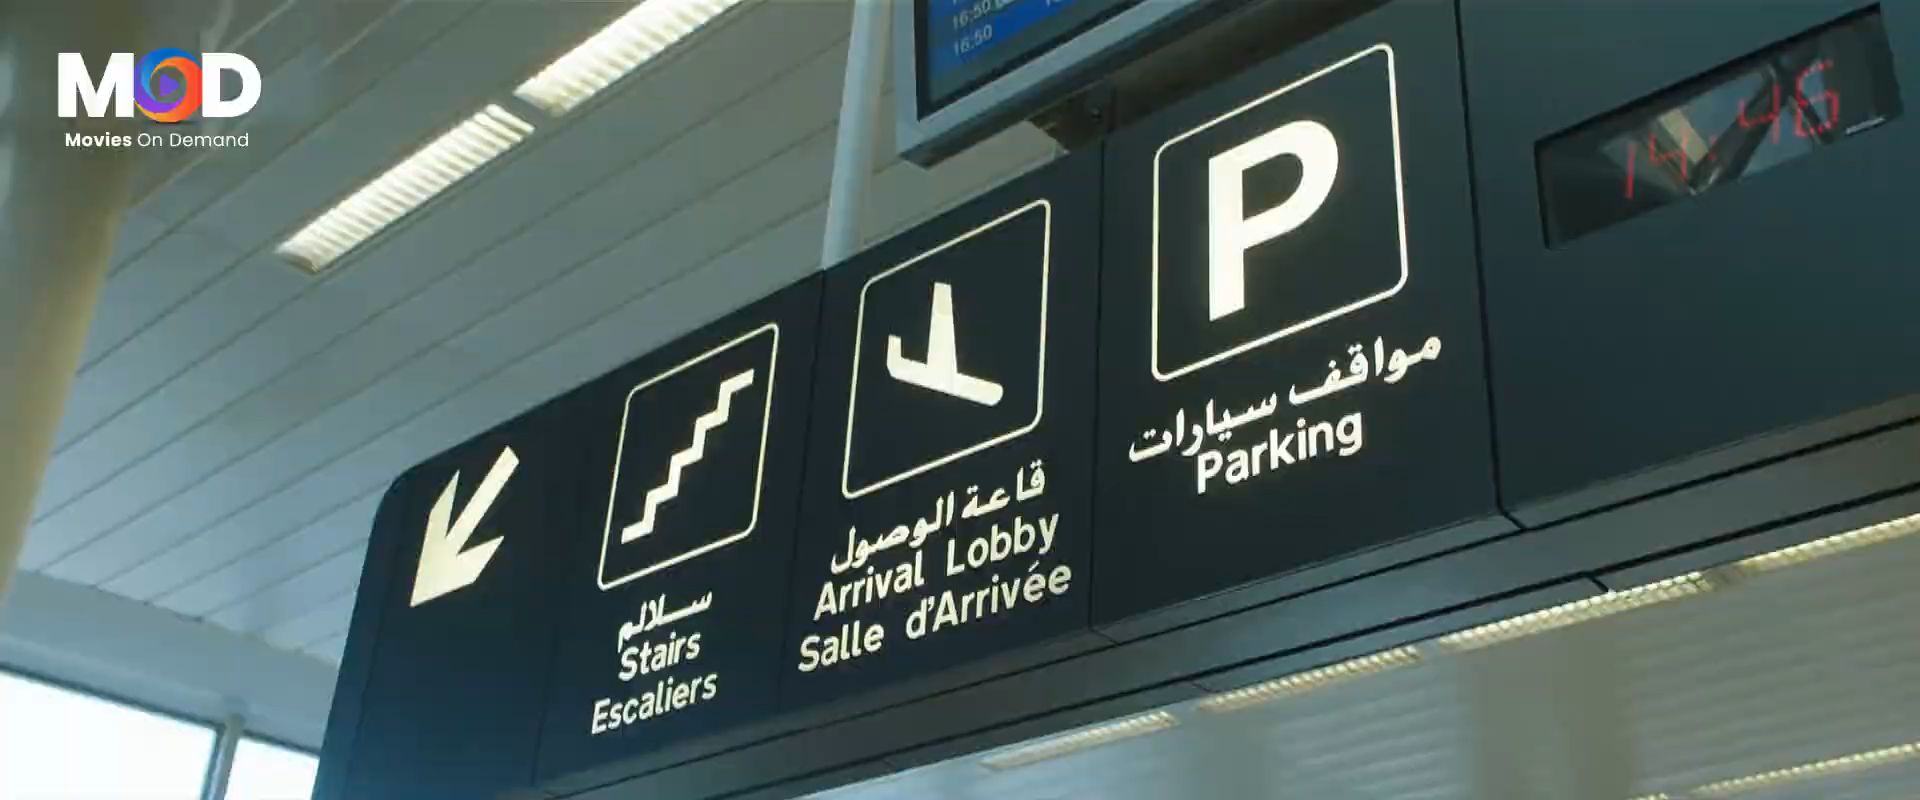 MOD
Movies On Demand
16:50
16:50
14:46
P
مواقف سيارات
Parking
قاعة الوصول
Arrival Lobby
Salle d'Arrivée
سلالم
Stairs
Escaliers